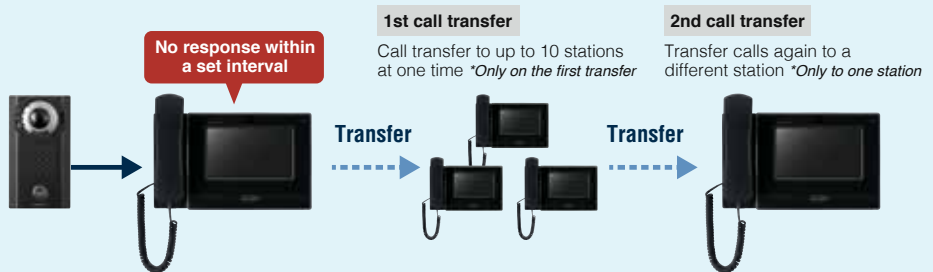 1st call transfer
Call transfer to up to 10 stations
at one time *Only on the first transfer
2nd call transfer
Transfer calls again to a
different station *Only to one station
No response within
a set interval
Transfer
Transfer